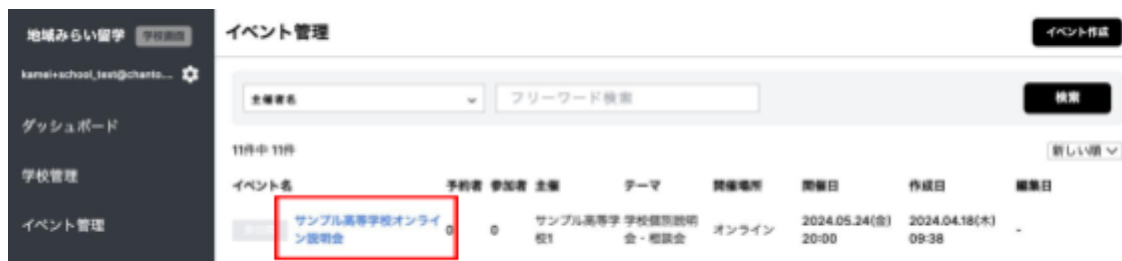 地域みらい留学 学校画面
イベント管理
イベント作成
主催者名
フリーワード検索
検索
ダッシュボード
11件中 11件
新しい順
学校管理
イベント名 予約者 参加者 主催 テーマ 開催場所 開催日 作成日 編集日
イベント管理
サンプル高等学校オンライ
ン説明会
0
0
サンプル高等学
校1
学校個別説明
会・相談会
オンライン
2024.05.24(金)
20:00
2024.04.18(木)
09:38
-